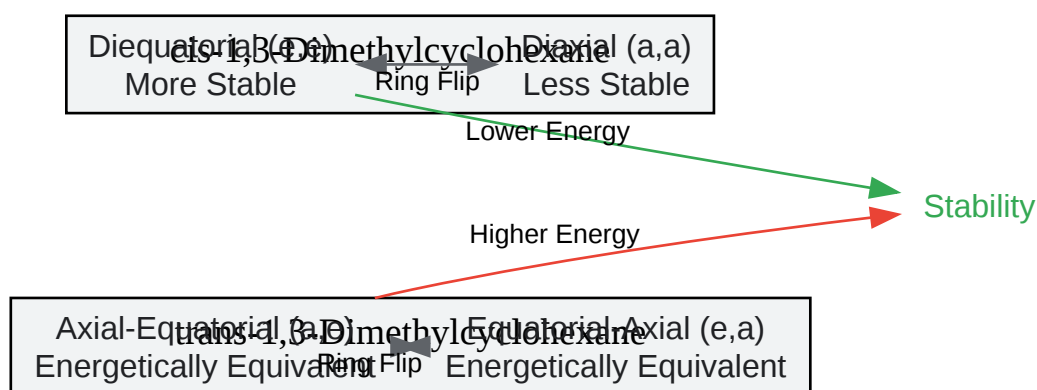 cis-1,3-Dimethylcyclohexane
Diequatorial (e,e)
More Stable
Ring Flip
Diaxial (a,a)
Less Stable
Lower Energy
Stability
Higher Energy
trans-1,3-Dimethylcyclohexane
Axial-Equatorial (a,e)
Energetically Equivalent
Ring Flip
Equatorial-Axial (e,a)
Energetically Equivalent